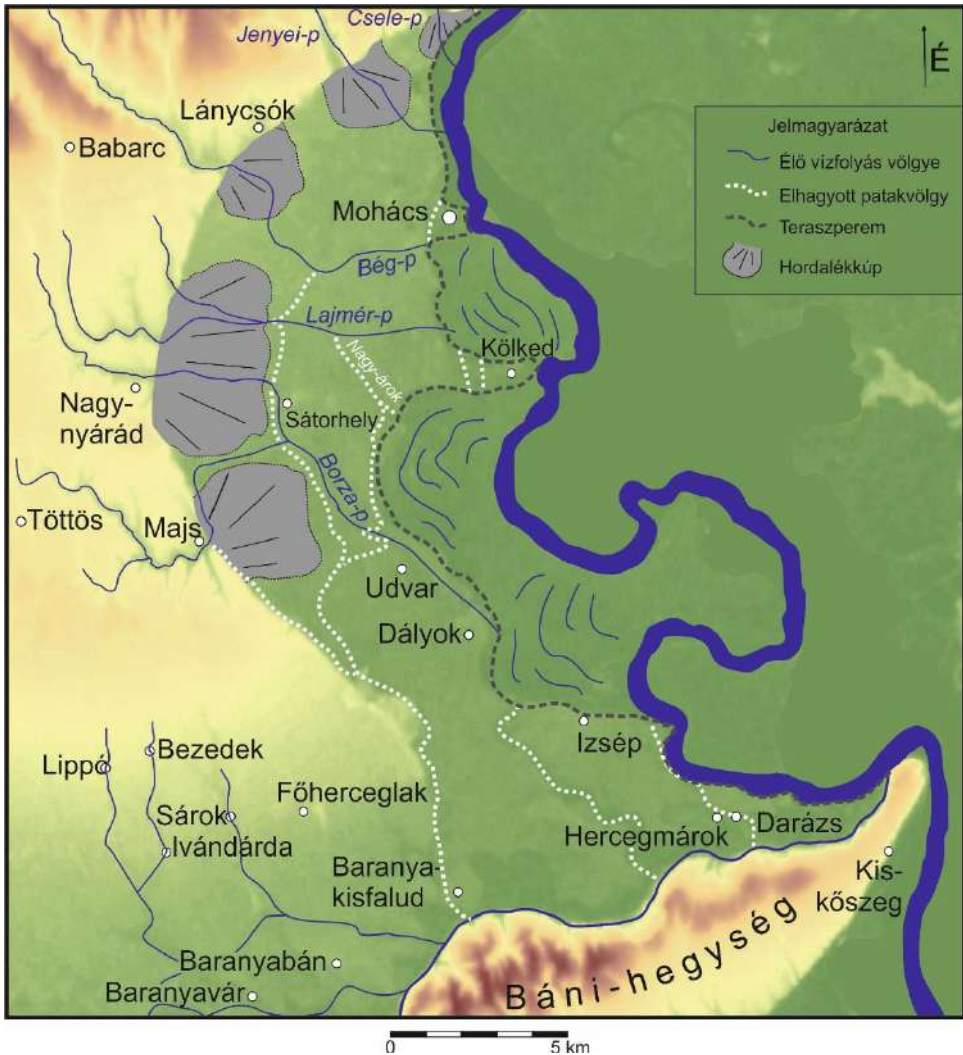 Csele-p
Jenyei-p
É
Lánycsók
Babarc
Jelmagyarázat
Élő vízfolyás völgye
Elhagyott patakvölgy
Teraszperem
Hordalékkúp
Mohács
Bég-p
Lajmér-p
Kölked
Nagy-árok
Nagy-
nyárád
Sátorhely
Borza-p
Töttös
Majs
Udvar
Dályok
Izsép
Lippó
Bezedek
Sárok
Főherceglak
Ivándárda
Hercegmárok
Darázs
Baranya-
kisfalud
Kis-
kőszeg
Báni-hegység
Baranyabán
Baranyavár
0
5 km